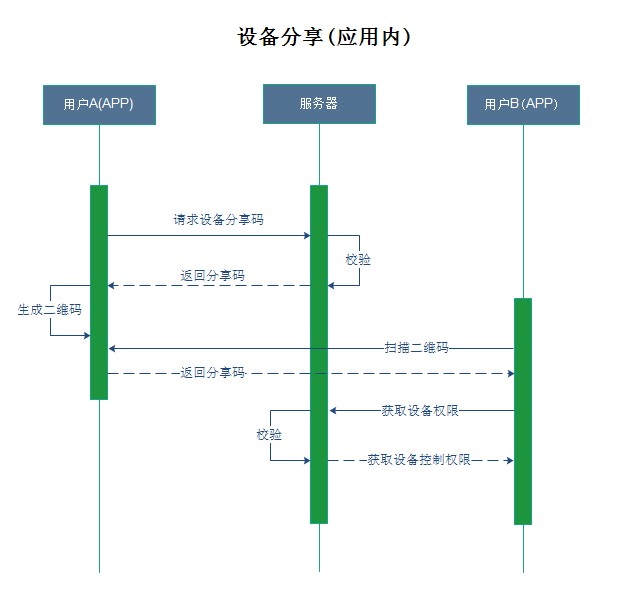 设备分享(应用内)
用户A(APP)
服务器
用户B(APP)
请求设备分享码
校验
返回分享码
生成二维码
扫描二维码
返回分享码
获取设备权限
校验
获取设备控制权限